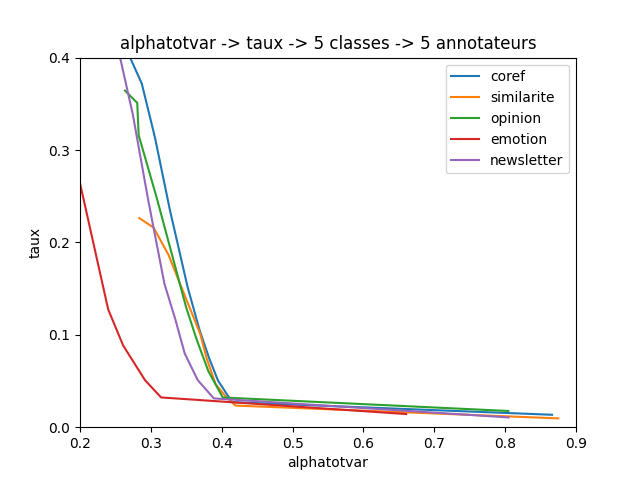 alphatotvar -> taux -> 5 classes -> 5 annotateurs
0.4
0.3
0.2
0.1
0.0
taux
coref
similarite
opinion
emotion
newsletter
0.2 0.3 0.4 0.5 0.6 0.7 0.8 0.9
alphatotvar